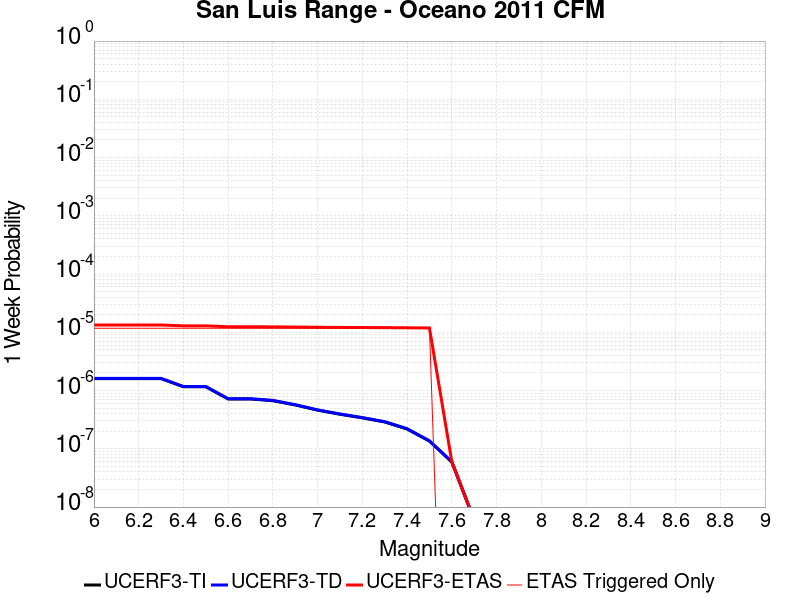 San Luis Range - Oceano 2011 CFM
1 Week Probability
10^0
10^-1
10^-2
10^-3
10^-4
10^-5
10^-6
10^-7
10^-8
6 6.2 6.4 6.6 6.8 7 7.2 7.4 7.6 7.8 8 8.2 8.4 8.6 8.8 9
Magnitude
UCERF3-TI UCERF3-TD UCERF3-ETAS ETAS Triggered Only